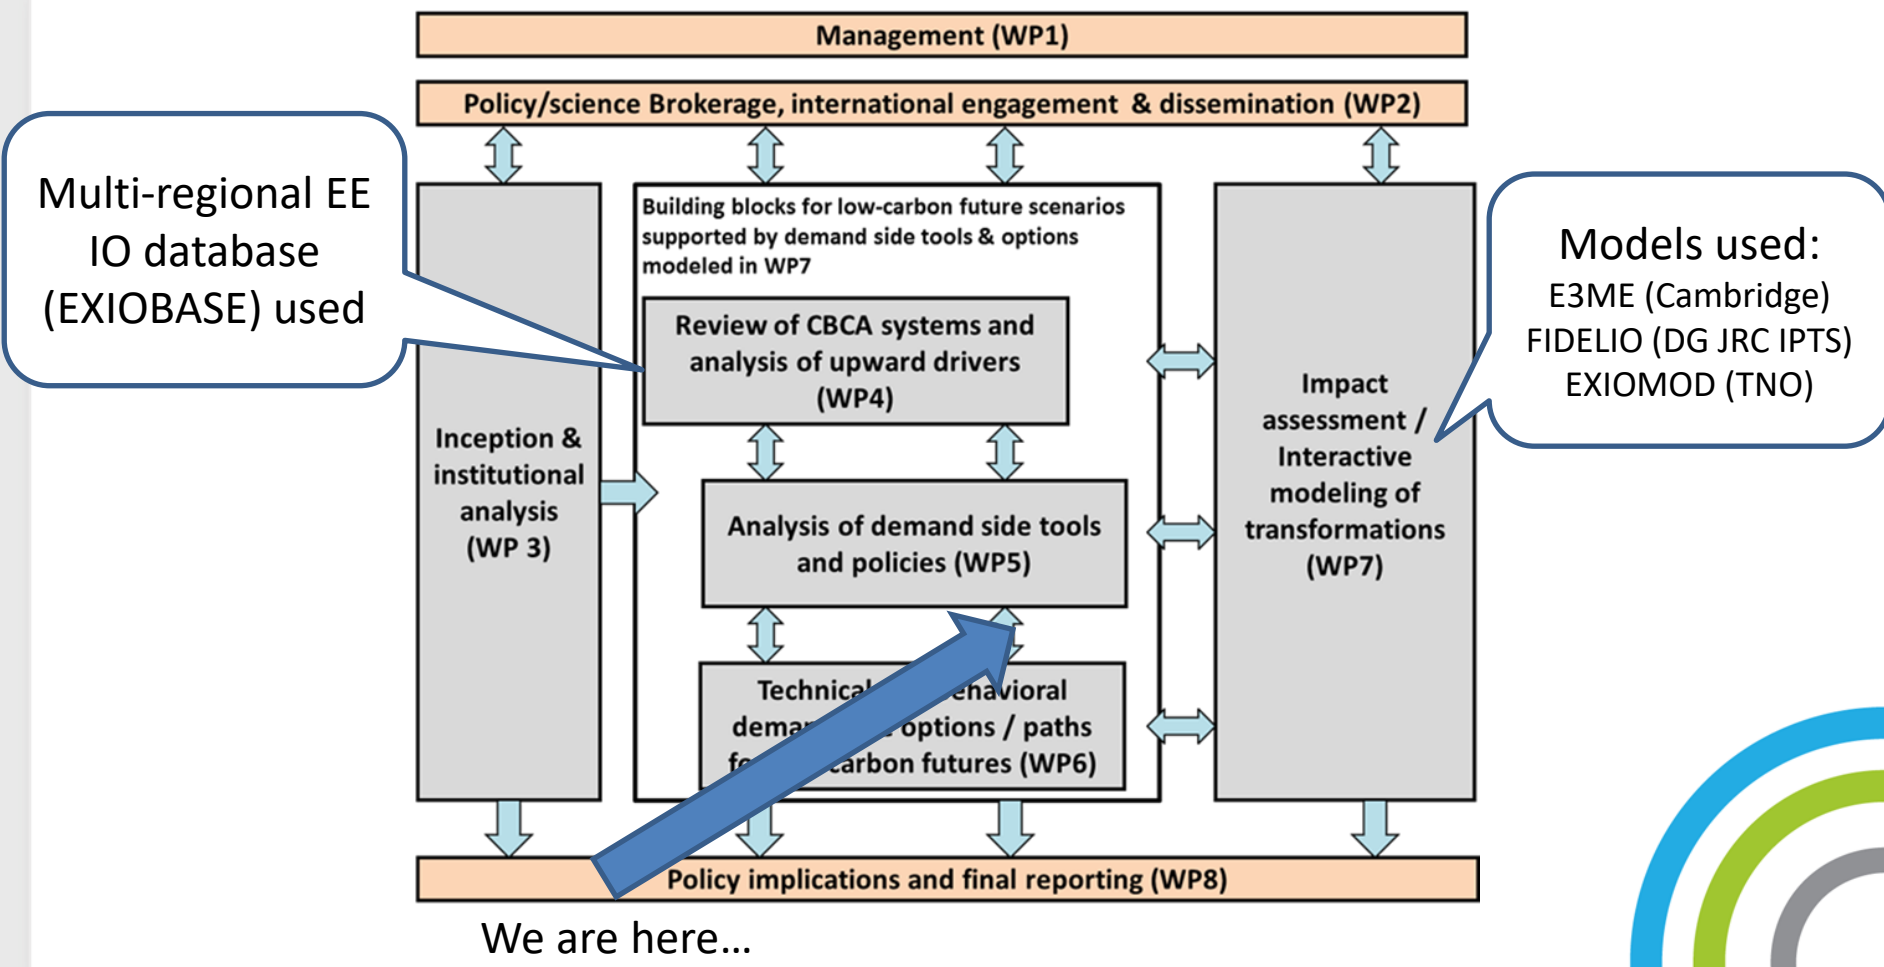 Management (WP1)
Policy/science Brokerage, international engagement & dissemination (WP2)
Multi-regional EE
IO database
(EXIOBASE) used
Inception &
institutional
analysis
(WP 3)
Building blocks for low-carbon future scenarios
supported by demand side tools & options
modeled in WP7
Review of CBCA systems and
analysis of upward drivers
(WP4)
Analysis of demand side tools
and policies (WP5)
Technical
options / paths
futures (WP6)
Impact
assessment /
Interactive
modeling of
transformations
(WP7)
Models used:
E3ME (Cambridge)
FIDELIO (DG JRC IPTS)
EXIOMOD (TNO)
Policy implications and final reporting (WP8)
We are here...